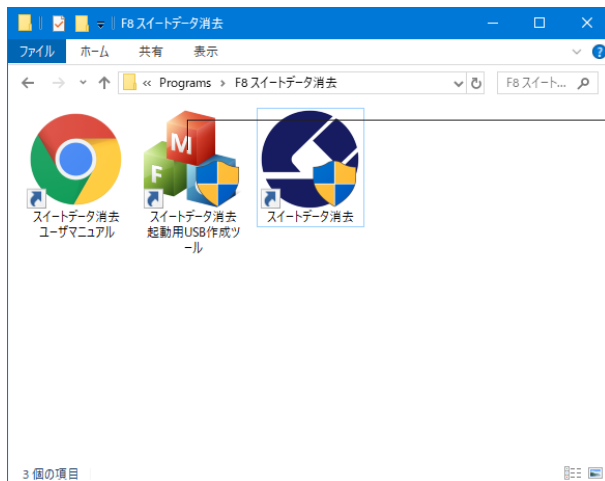 F8 スイートデータ消去
ファイル ホーム 共有 表示
« Programs › F8 スイートデータ消去
F8 スイート...
M
F
スイートデータ消去
ユーザマニュアル
スイートデータ消去
起動用USB作成ツ
ール
スイートデータ消去
3 個の項目